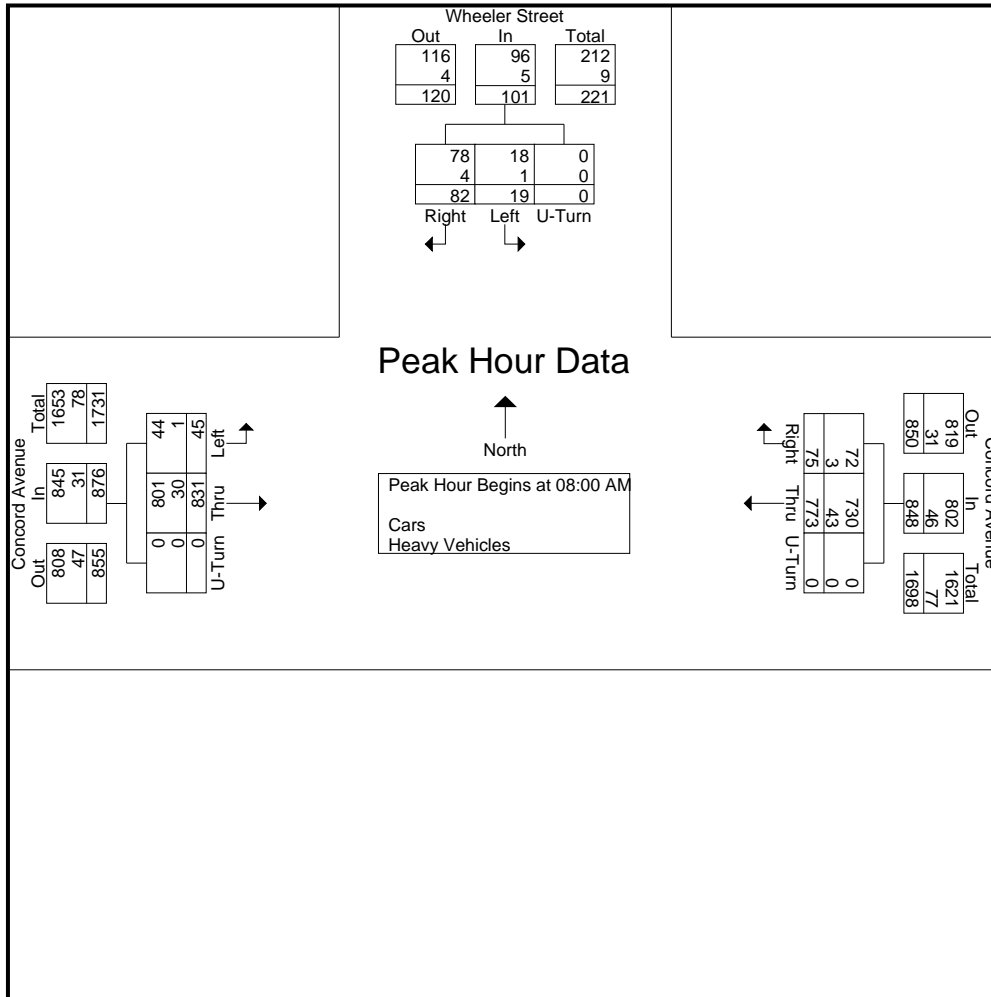 Wheeler Street
Out In Total
116 96 212
4 5 9
120 101 221
78 18 0
4 1 0
82 19 0
Right Left U-Turn
Peak Hour Data
North
Peak Hour Begins at 08:00 AM
Cars
Heavy Vehicles
Concord Avenue
Out In Total
808 845 1653
47 31 78
855 876 1731
U-Turn Thru Left
0 801 44
0 30 1
0 831 45
Concord Avenue
Out In Total
819 802 1621
31 46 77
850 848 1698
72 730 0
3 43 0
75 773 0
Right Thru U-Turn